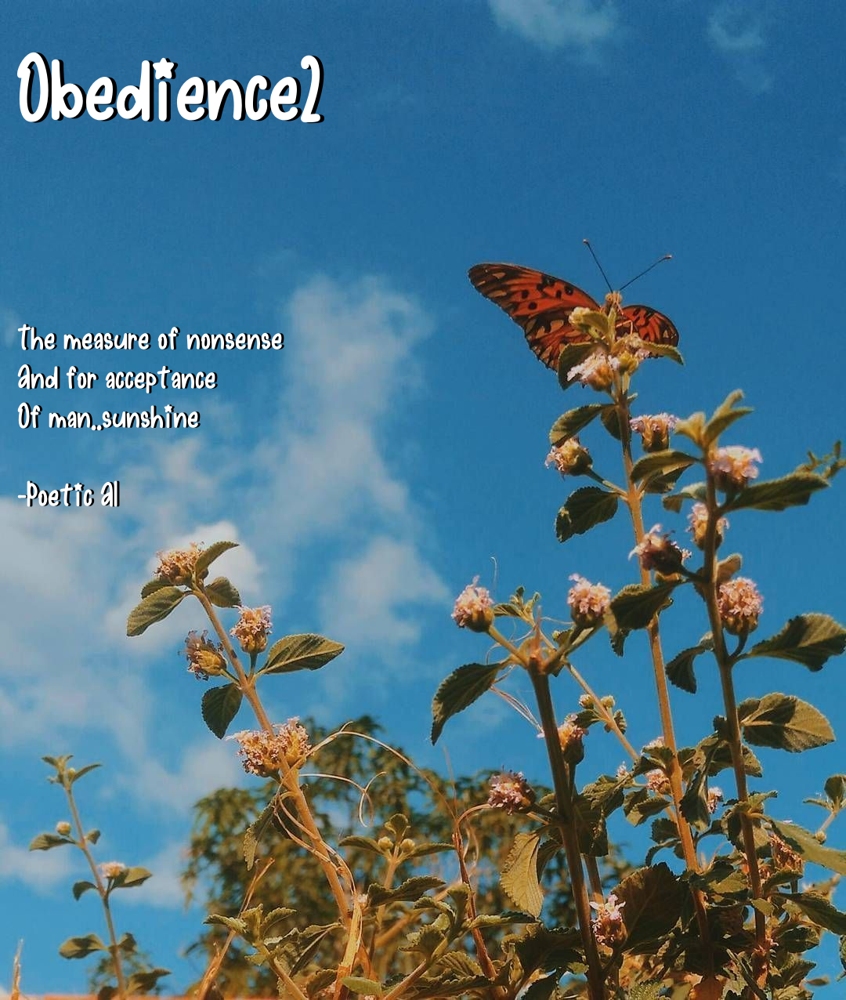 Obedience2
The measure of nonsense
And for acceptance
Of man..sunshine
-Poetic Al